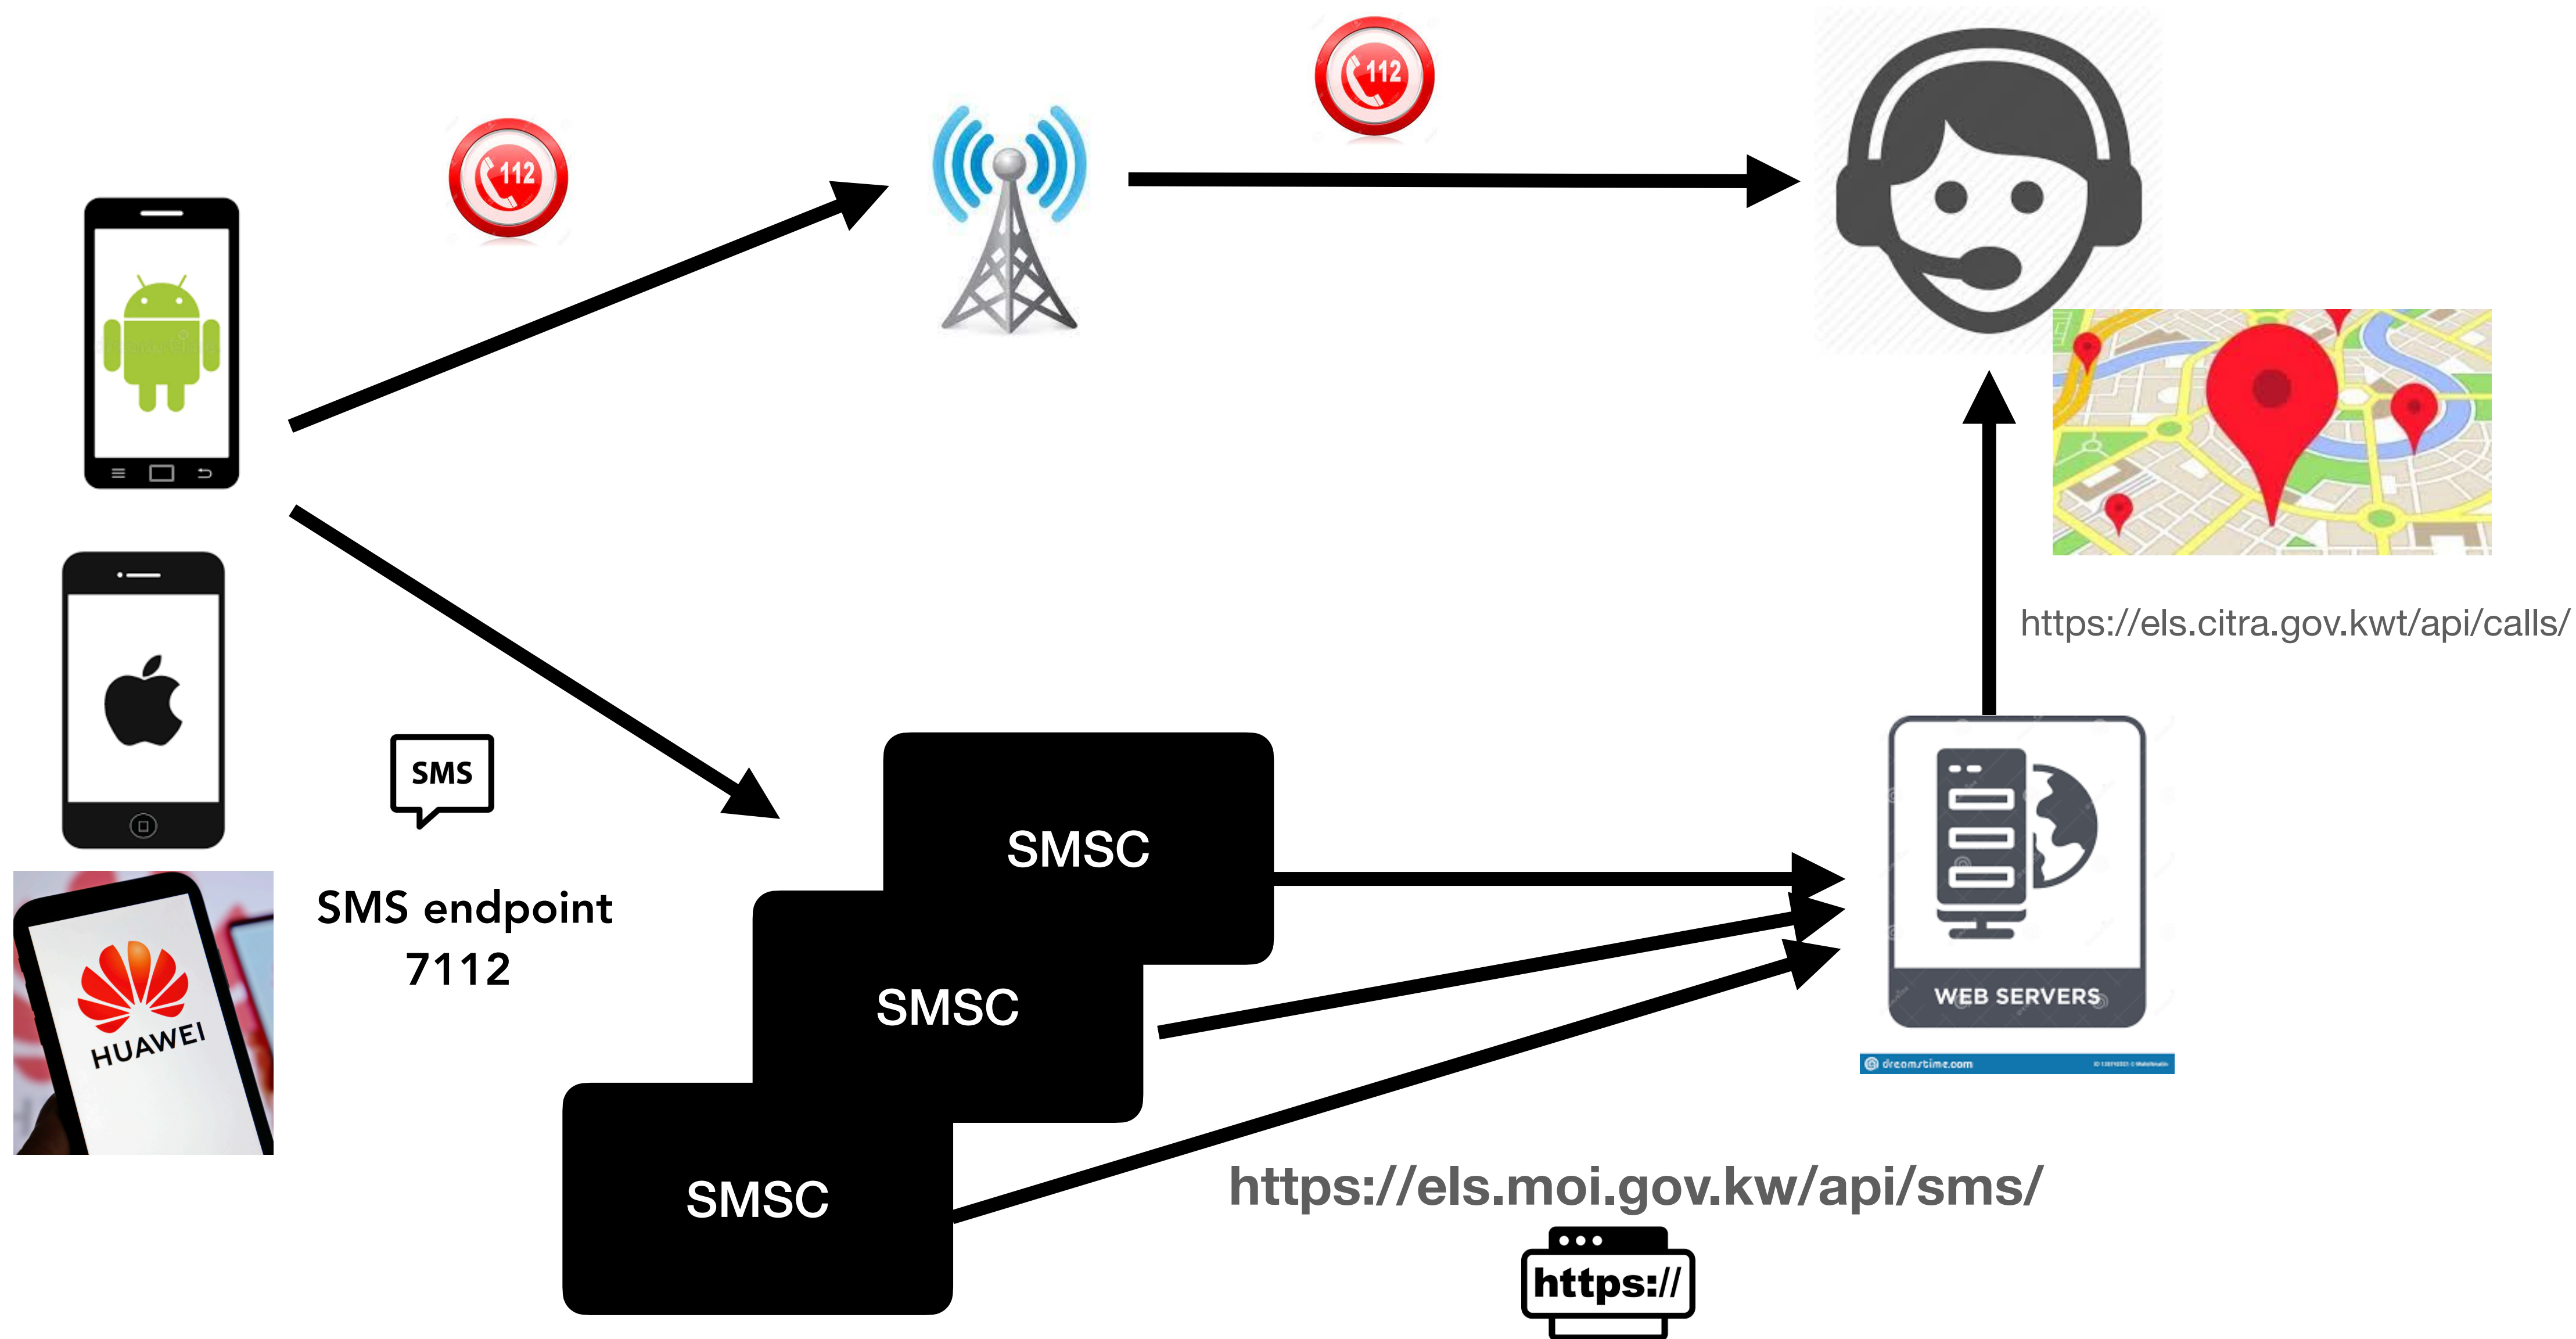 112
112
https://els.citra.gov.kwt/api/calls/
SMS
SMS endpoint
7112
HUAWEI
SMSC
SMSC
SMSC
WEB SERVERS
dreamstime.com
https://els.moi.gov.kw/api/sms/
https://